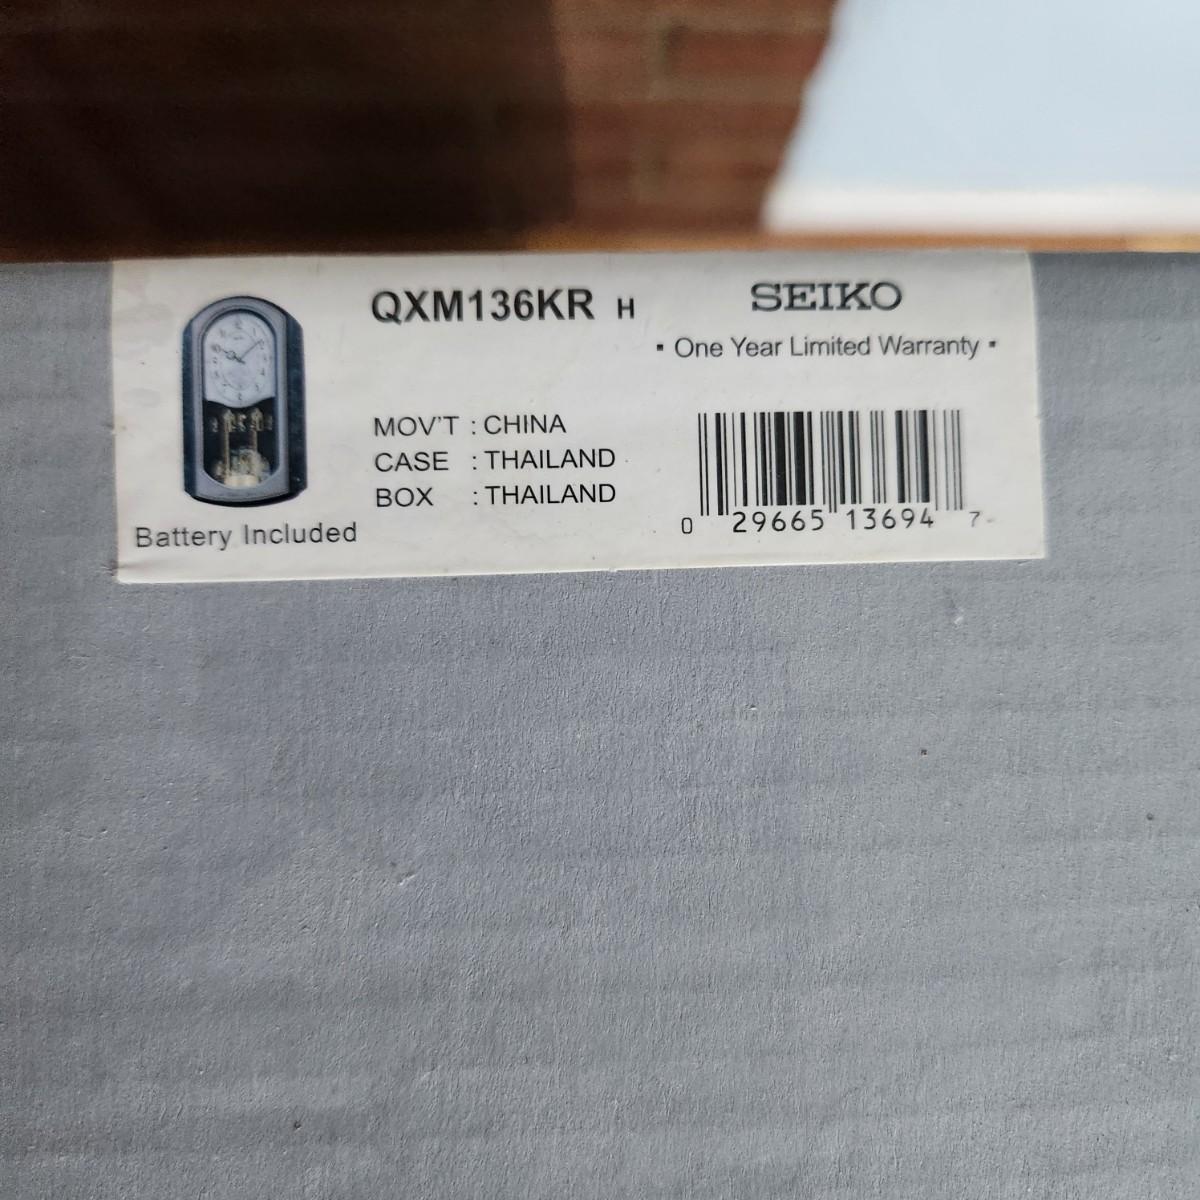 QXM136KR H
SEIKO
▪ One Year Limited Warranty ▪
MOV'T : CHINA
CASE : THAILAND
BOX : THAILAND
Battery Included
0 29665 13694 7